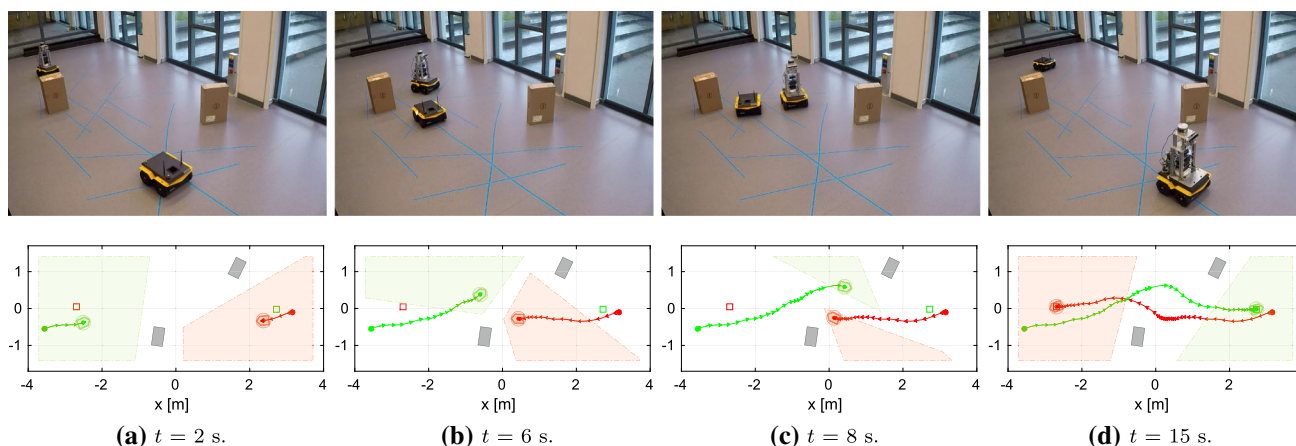 1
0
-1
-4 -2 0 2 4
x [m]
(a) t = 2 s.
1
0
-1
-4 -2 0 2 4
x [m]
(b) t = 6 s.
1
0
-1
-4 -2 0 2 4
x [m]
(c) t = 8 s.
1
0
-1
-4 -2 0 2 4
x [m]
(d) t = 15 s.